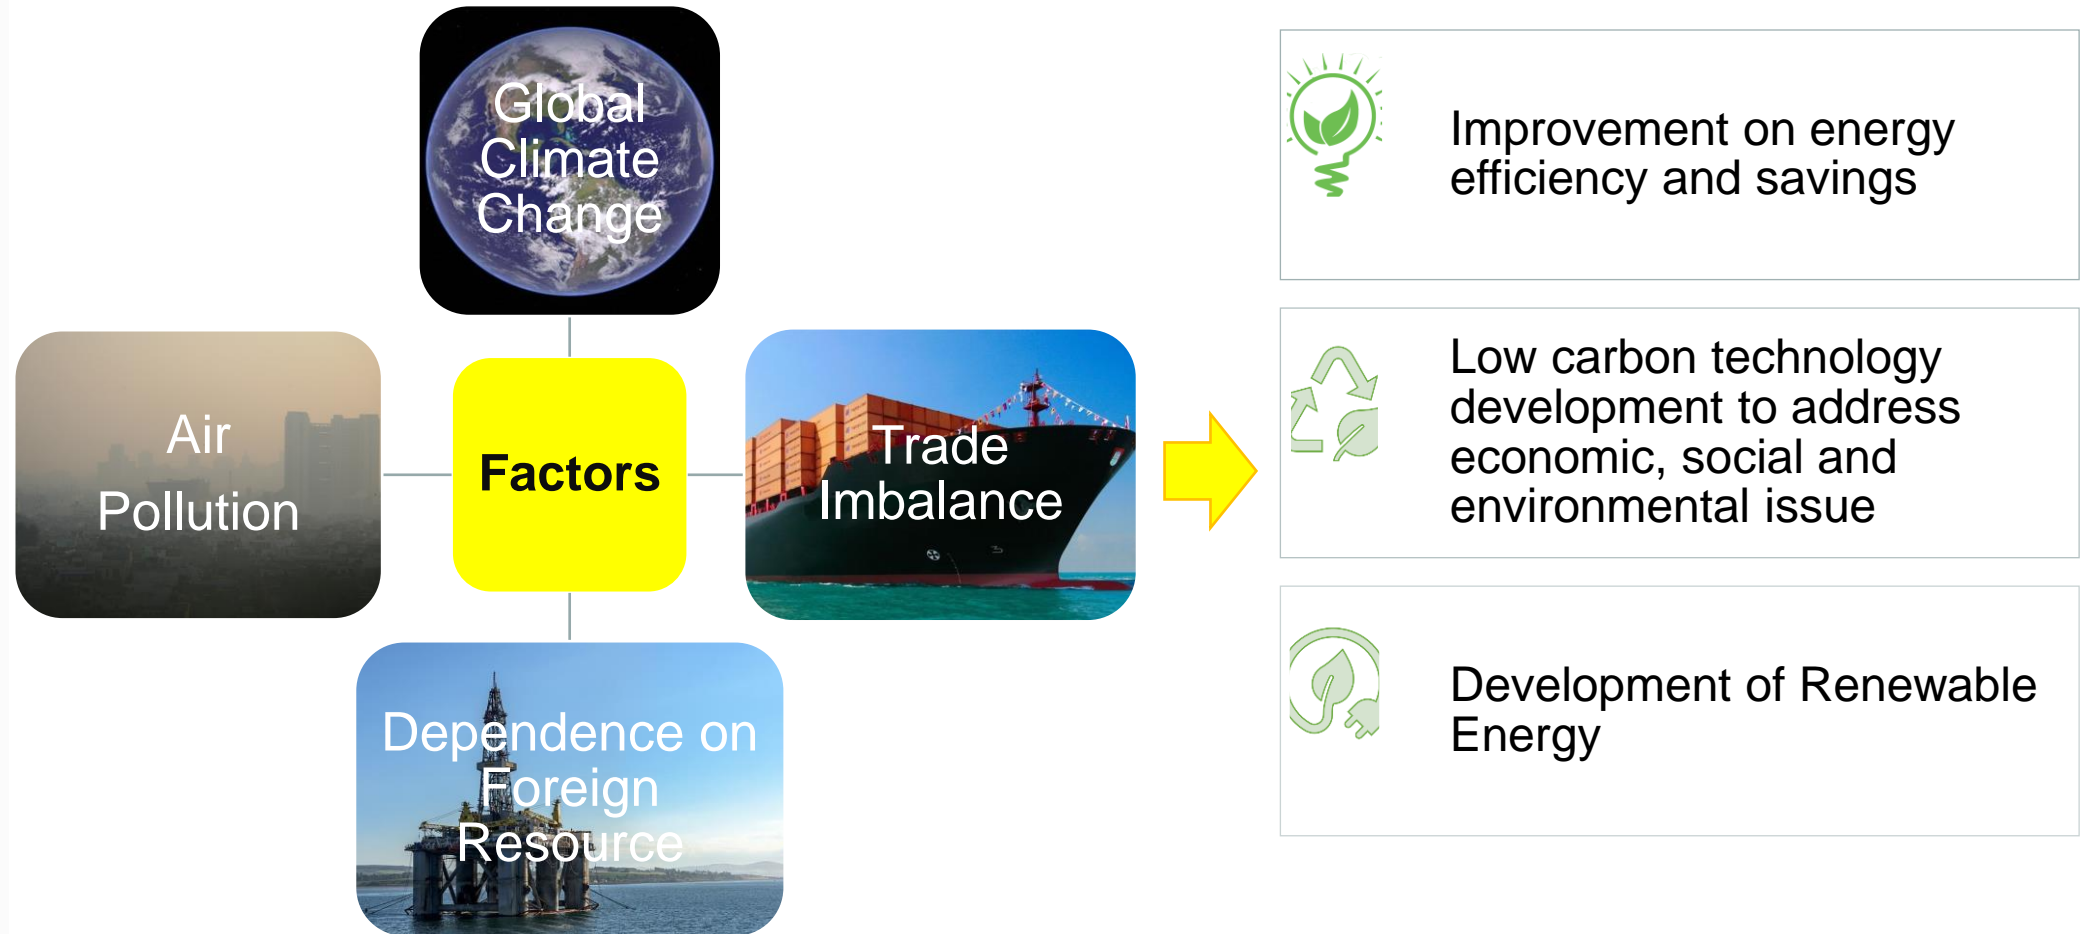 Global
Climate
Change
Air
Pollution
Factors
Trade
Imbalance
Dependence on
Foreign
Resource
Improvement on energy
efficiency and savings
Low carbon technology
development to address
economic, social and
environmental issue
Development of Renewable
Energy